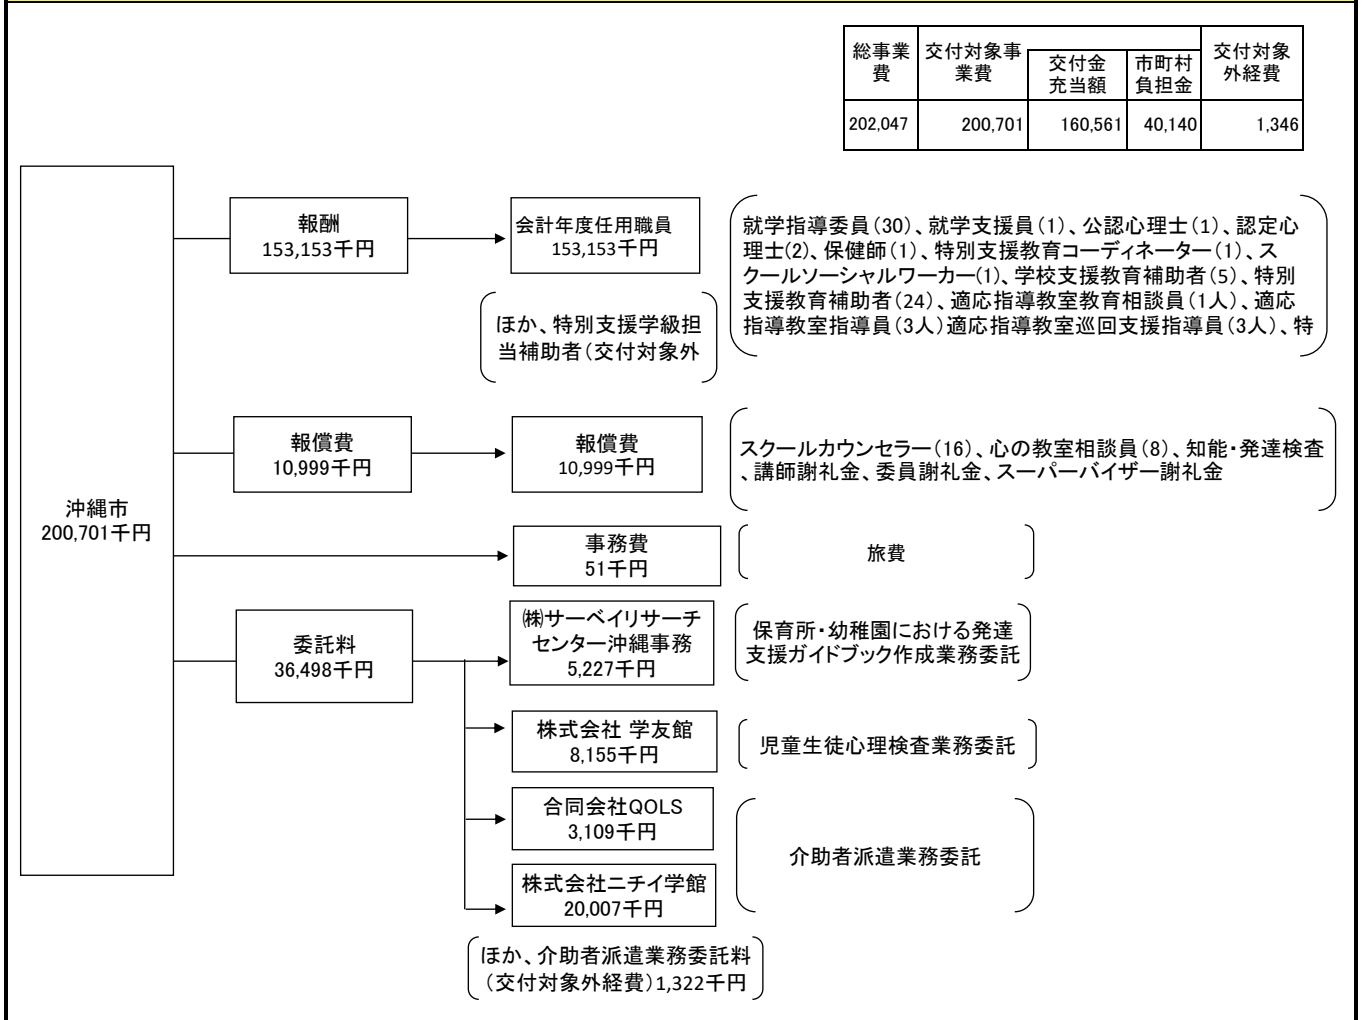 総事業
費
交付対象事
業費
交付金
充当額
市町村
負担金
交付対象
外経費
202,047
200,701
160,561
40,140
1,346
沖縄市
200,701千円
報酬
153,153千円
会計年度任用職員
153,153千円
就学指導委員(30)、就学支援員(1)、公認心理士(1)、認定心
理士(2)、保健師(1)、特別支援教育コーディネーター(1)、ス
クールソーシャルワーカー(1)、学校支援教育補助者(5)、特別
支援教育補助者(24)、適応指導教室教育相談員(1人)、適応
指導教室指導員(3人)適応指導教室巡回支援指導員(3人)、特
ほか、特別支援学級担
当補助者(交付対象外
報償費
10,999千円
報償費
10,999千円
スクールカウンセラー(16)、心の教室相談員(8)、知能・発達検査
、講師謝礼金、委員謝礼金、スーパーバイザー謝礼金
事務費
51千円
旅費
委託料
36,498千円
㈱サーベイリサーチ
センター沖縄事務
5,227千円
保育所・幼稚園における発達
支援ガイドブック作成業務委託
株式会社 学友館
8,155千円
児童生徒心理検査業務委託
合同会社QOLS
3,109千円
介助者派遣業務委託
株式会社ニチイ学館
20,007千円
ほか、介助者派遣業務委託料
(交付対象外経費)1,322千円